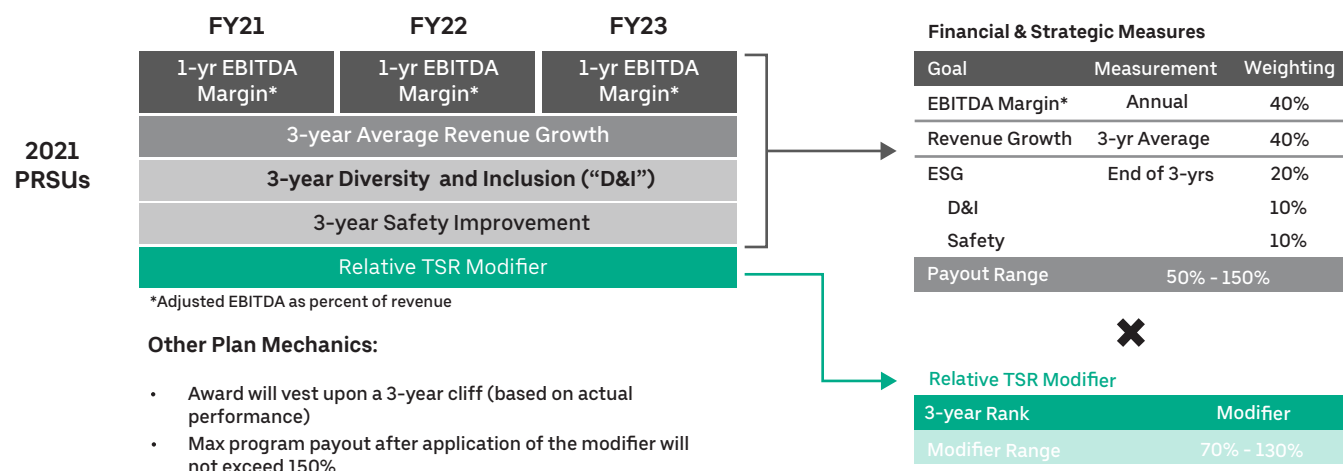 FY21 FY22 FY23
1-yr EBITDA
Margin*
1-yr EBITDA
Margin*
1-yr EBITDA
Margin*
2021
PRSUs
3-year Average Revenue Growth
3-year Diversity and Inclusion (“D&I”)
3-year Safety Improvement
Relative TSR Modifier
*Adjusted EBITDA as percent of revenue
Other Plan Mechanics:
• Award will vest upon a 3-year cliff (based on actual
performance)
• Max program payout after application of the modifier will
not exceed 150%
Financial & Strategic Measures
Goal Measurement Weighting
EBITDA Margin* Annual 40%
Revenue Growth 3-yr Average 40%
ESG End of 3-yrs 20%
D&I 10%
Safety 10%
Payout Range 50% - 150%
Relative TSR Modifier
3-year Rank Modifier
Modifier Range 70% - 130%